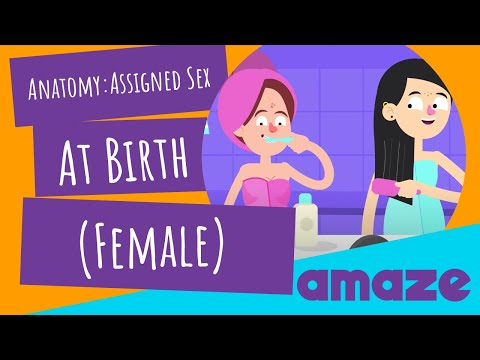 Anatomy: Assigned Sex
At Birth
(Female)
amaze